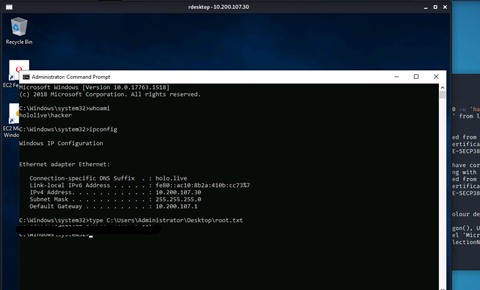 rdesktop - 10.200.107.30
Recycle Bin
EC2 Fe
EC2 Mic
Window
Administrator: Command Prompt
Microsoft Windows [Version 10.0.17763.1518]
(c) 2018 Microsoft Corporation. All rights reserved.
C:\Windows\system32>whoami
hololive\hacker
C:\Windows\system32>ipconfig
Windows IP Configuration
Ethernet adapter Ethernet:
Connection-specific DNS Suffix . : holo.live
Link-local IPv6 Address . . . . . : fe80::ac10:8b2a:410b:cc73%7
IPv4 Address. . . . . . . . . . . : 10.200.107.30
Subnet Mask . . . . . . . . . . . : 255.255.255.0
Default Gateway . . . . . . . . . : 10.200.107.1
C:\Windows\system32>type C:\Users\Administrator\Desktop\root.txt
C:\Windows\system32>
' from l
ed from
ertifica
E-SECP38
have cor
ng with
ed from
ertifica
E-SECP38
olour de
gon(), U
el 'Micr
lectionN